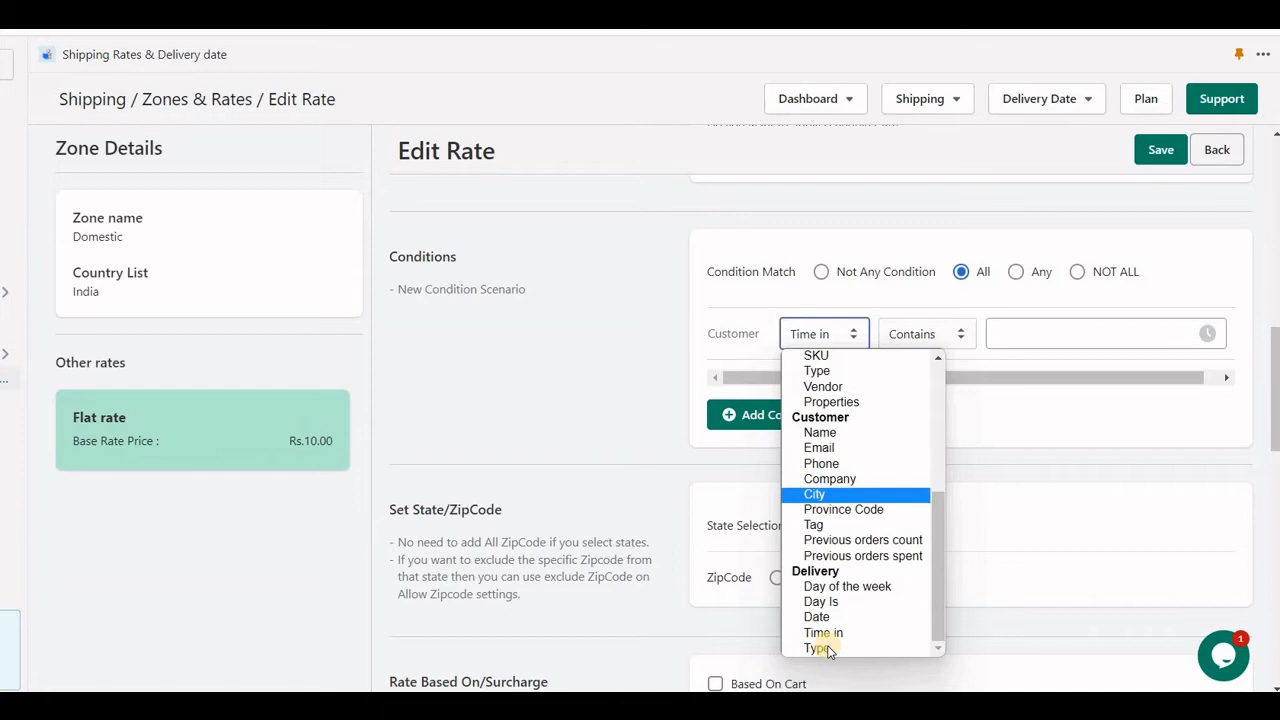 Shipping Rates & Delivery date
Shipping / Zones & Rates / Edit Rate
Dashboard
Shipping
Delivery Date
Plan
Support
Zone Details
Edit Rate
Save
Back
Zone name
Domestic
Country List
India
Other rates
Flat rate
Base Rate Price :
Rs.10.00
Conditions
- New Condition Scenario
Condition Match
Not Any Condition
All
Any
NOT ALL
Customer
Time in
Contains
SKU
Type
Vendor
Properties
Customer
Name
Email
Phone
Company
City
Province Code
Tag
Previous orders count
Previous orders spent
Delivery
Day of the week
Day Is
Date
Time in
Type
Add Co
Set State/ZipCode
- No need to add All ZipCode if you select states.
- If you want to exclude the specific Zipcode from
that state then you can use exclude ZipCode on
Allow Zipcode settings.
State Selection
ZipCode
Rate Based On/Surcharge
Based On Cart
1